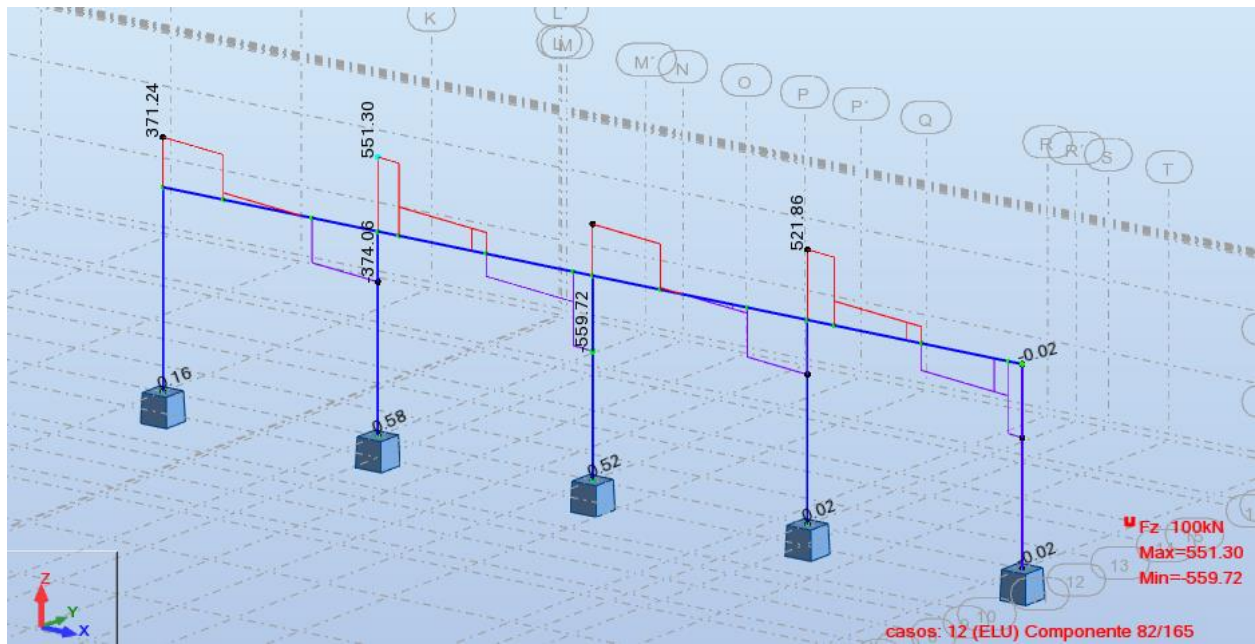 K
L'
L
M
M'
N
O
P
P'
Q
R
R'
S
T
371.24
551.30
-374.06
-559.72
521.86
-0.02
0.16
0.58
0.52
0.02
-0.02
Fz 100kN
Max=551.30
Min=-559.72
13
12
10
casos: 12 (ELU) Componente 82/165
Z
Y
X